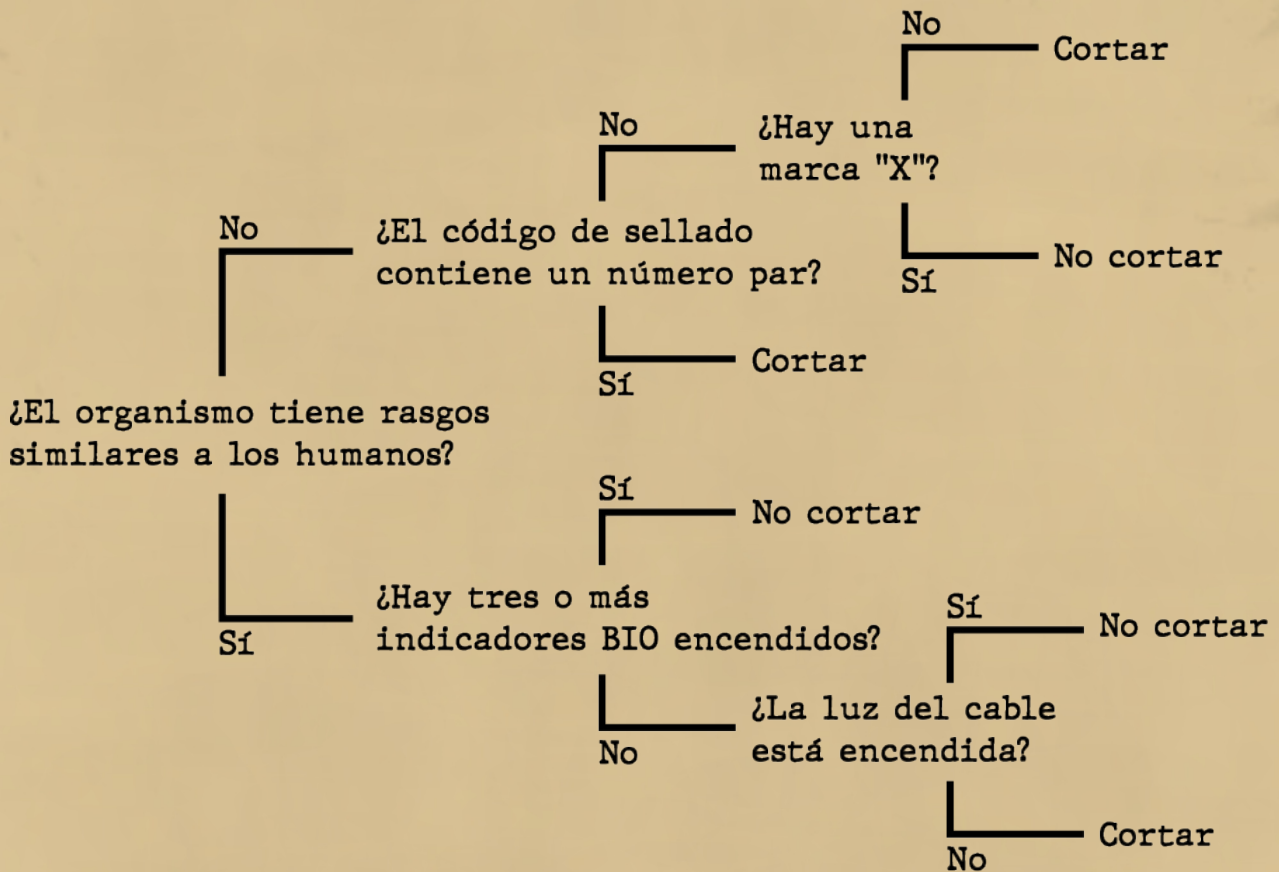 No
Cortar
No
¿Hay una
marca "X"?
No
¿El código de sellado
contiene un número par?
No cortar
Sí
Cortar
Sí
¿El organismo tiene rasgos
similares a los humanos?
Sí
No cortar
¿Hay tres o más
indicadores BIO encendidos?
Sí
Sí
No cortar
¿La luz del cable
está encendida?
No
Cortar
No